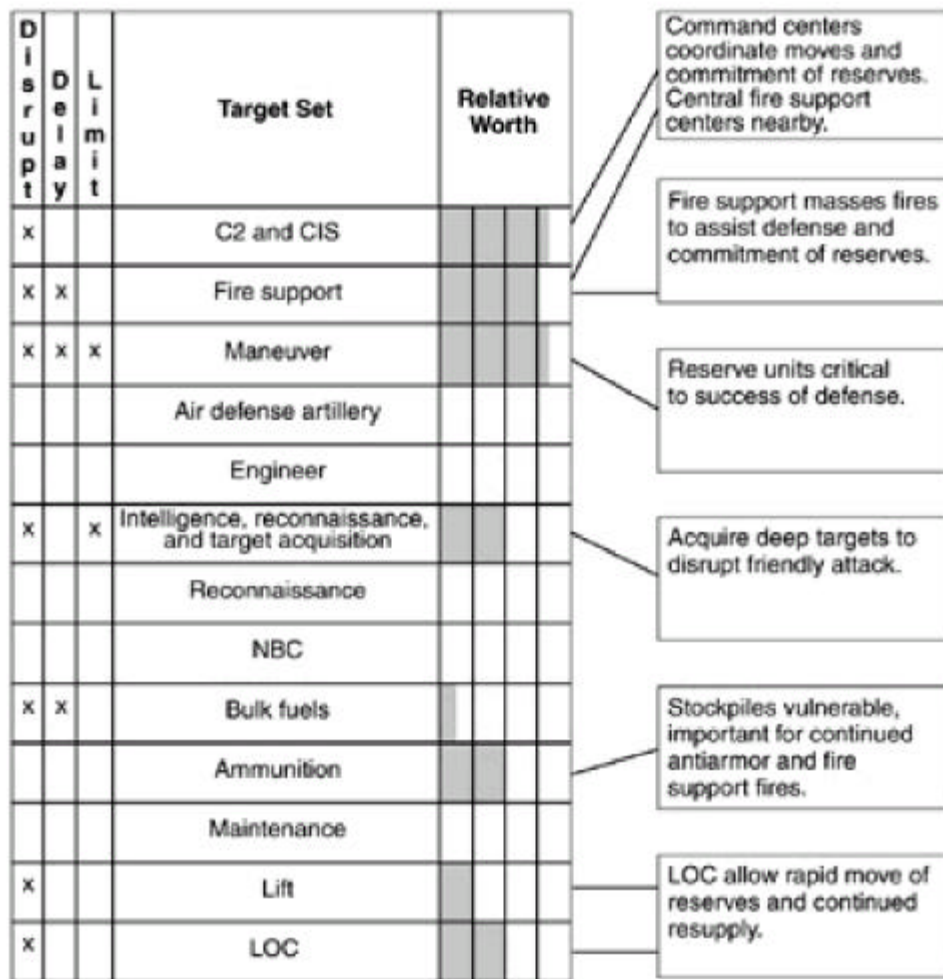 Disrupt
Delay
Limit
Target Set
Relative
Worth
x
C2 and CIS
x x
Fire support
x x x
Maneuver
Air defense artillery
Engineer
x x
Intelligence, reconnaissance,
and target acquisition
Reconnaissance
NBC
x x
Bulk fuels
Ammunition
Maintenance
x
Lift
x
LOC
Command centers
coordinate moves and
commitment of reserves.
Central fire support
centers nearby.
Fire support masses fires
to assist defense and
commitment of reserves.
Reserve units critical
to success of defense.
Acquire deep targets to
disrupt friendly attack.
Stockpiles vulnerable,
important for continued
antiarmor and fire
support fires.
LOC allow rapid move of
reserves and continued
resupply.